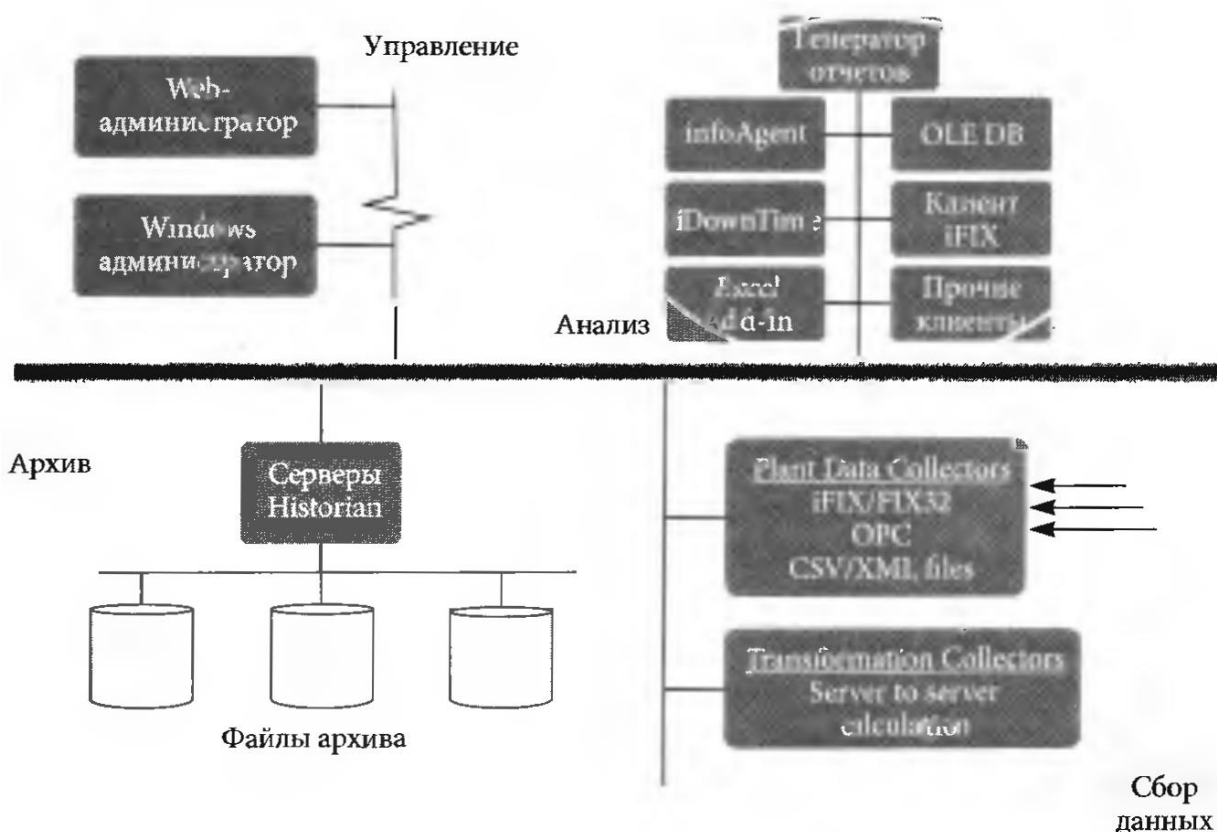 Управление
Web-
администратор
Windows
администратор
Генератор
отчетов
infoAgent
OLE DB
iDownTime
Клиент
iFIX
Excel
Add-in
Прочие
клиенты
Анализ
Архив
Серверы
Historian
Файлы архива
Plant Data Collectors
iFIX/FIX32
OPC
CSV/XML files
Transformation Collectors
Server to server
calculation
Сбор
данных